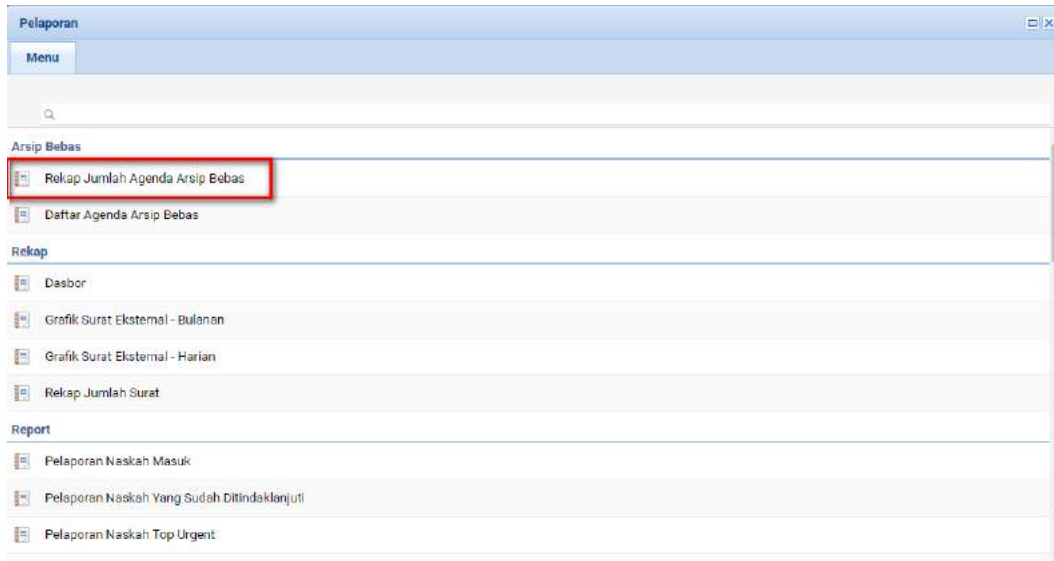 Pelaporan
Menu
Arsip Bebas
Rekap Jumlah Agenda Arsip Bebas
Daftar Agenda Arsip Bebas
Rekap
Dasbor
Grafik Surat Eksternal - Bulanan
Grafik Surat Eksternal - Harian
Rekap Jumlah Surat
Report
Pelaporan Naskah Masuk
Pelaporan Naskah Yang Sudah Ditindaklanjuti
Pelaporan Naskah Top Urgent